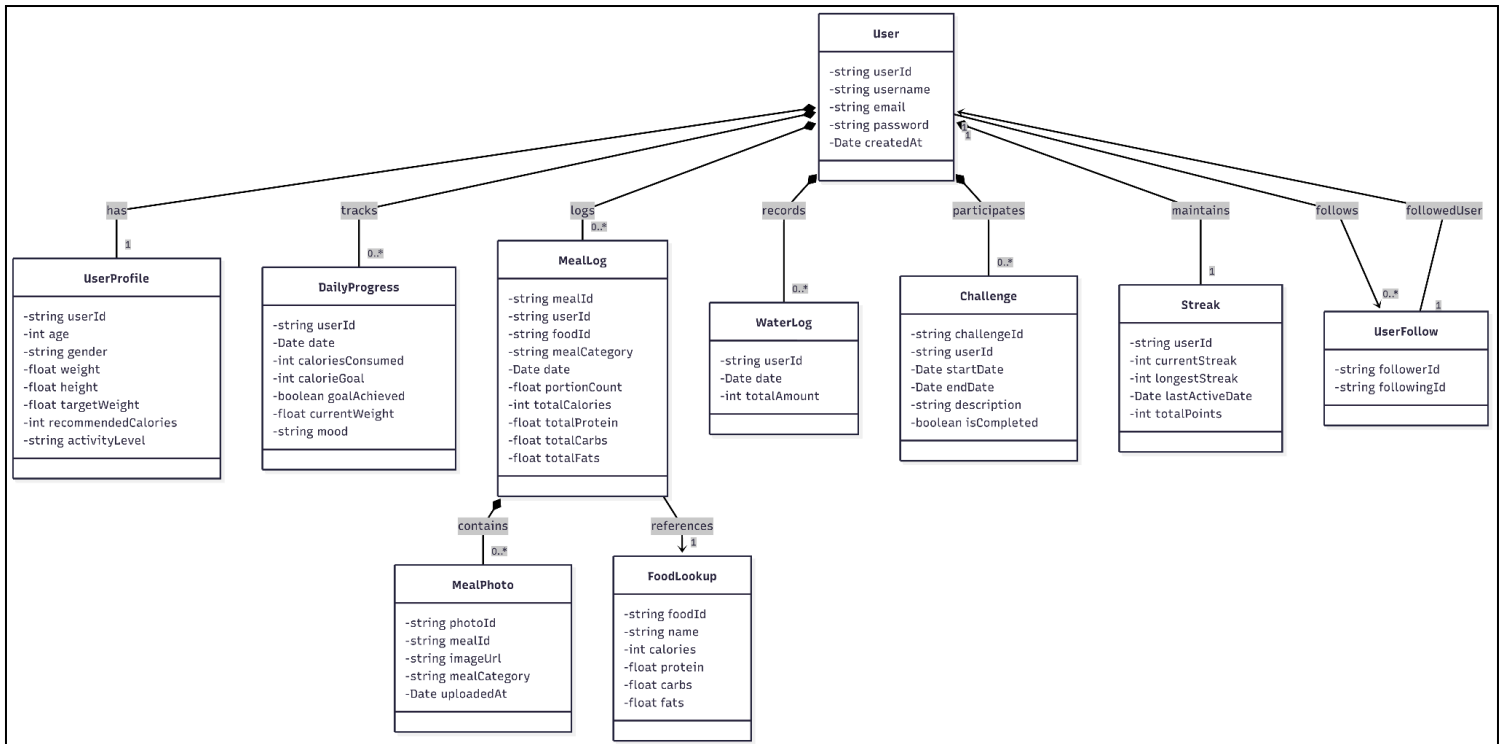 User
-string userId
-string username
-string email
-string password
-Date createdAt
1
1
has
tracks
logs
records
participates
maintains
follows
followedUser
1
0..*
0..*
0..*
0..*
1
0..*
1
UserProfile
-string userId
-int age
-string gender
-float weight
-float height
-float targetWeight
-int recommendedCalories
-string activityLevel
DailyProgress
-string userId
-Date date
-int caloriesConsumed
-int calorieGoal
-boolean goalAchieved
-float currentWeight
-string mood
MealLog
-string mealId
-string userId
-string foodId
-string mealCategory
-Date date
-float portionCount
-int totalCalories
-float totalProtein
-float totalCarbs
-float totalFats
WaterLog
-string userId
-Date date
-int totalAmount
Challenge
-string challengeId
-string userId
-Date startDate
-Date endDate
-string description
-boolean isCompleted
Streak
-string userId
-int currentStreak
-int longestStreak
-Date lastActiveDate
-int totalPoints
UserFollow
-string followerId
-string followingId
contains
references
0..*
1
MealPhoto
-string photoId
-string mealId
-string imageUrl
-string mealCategory
-Date uploadedAt
FoodLookup
-string foodId
-string name
-int calories
-float protein
-float carbs
-float fats